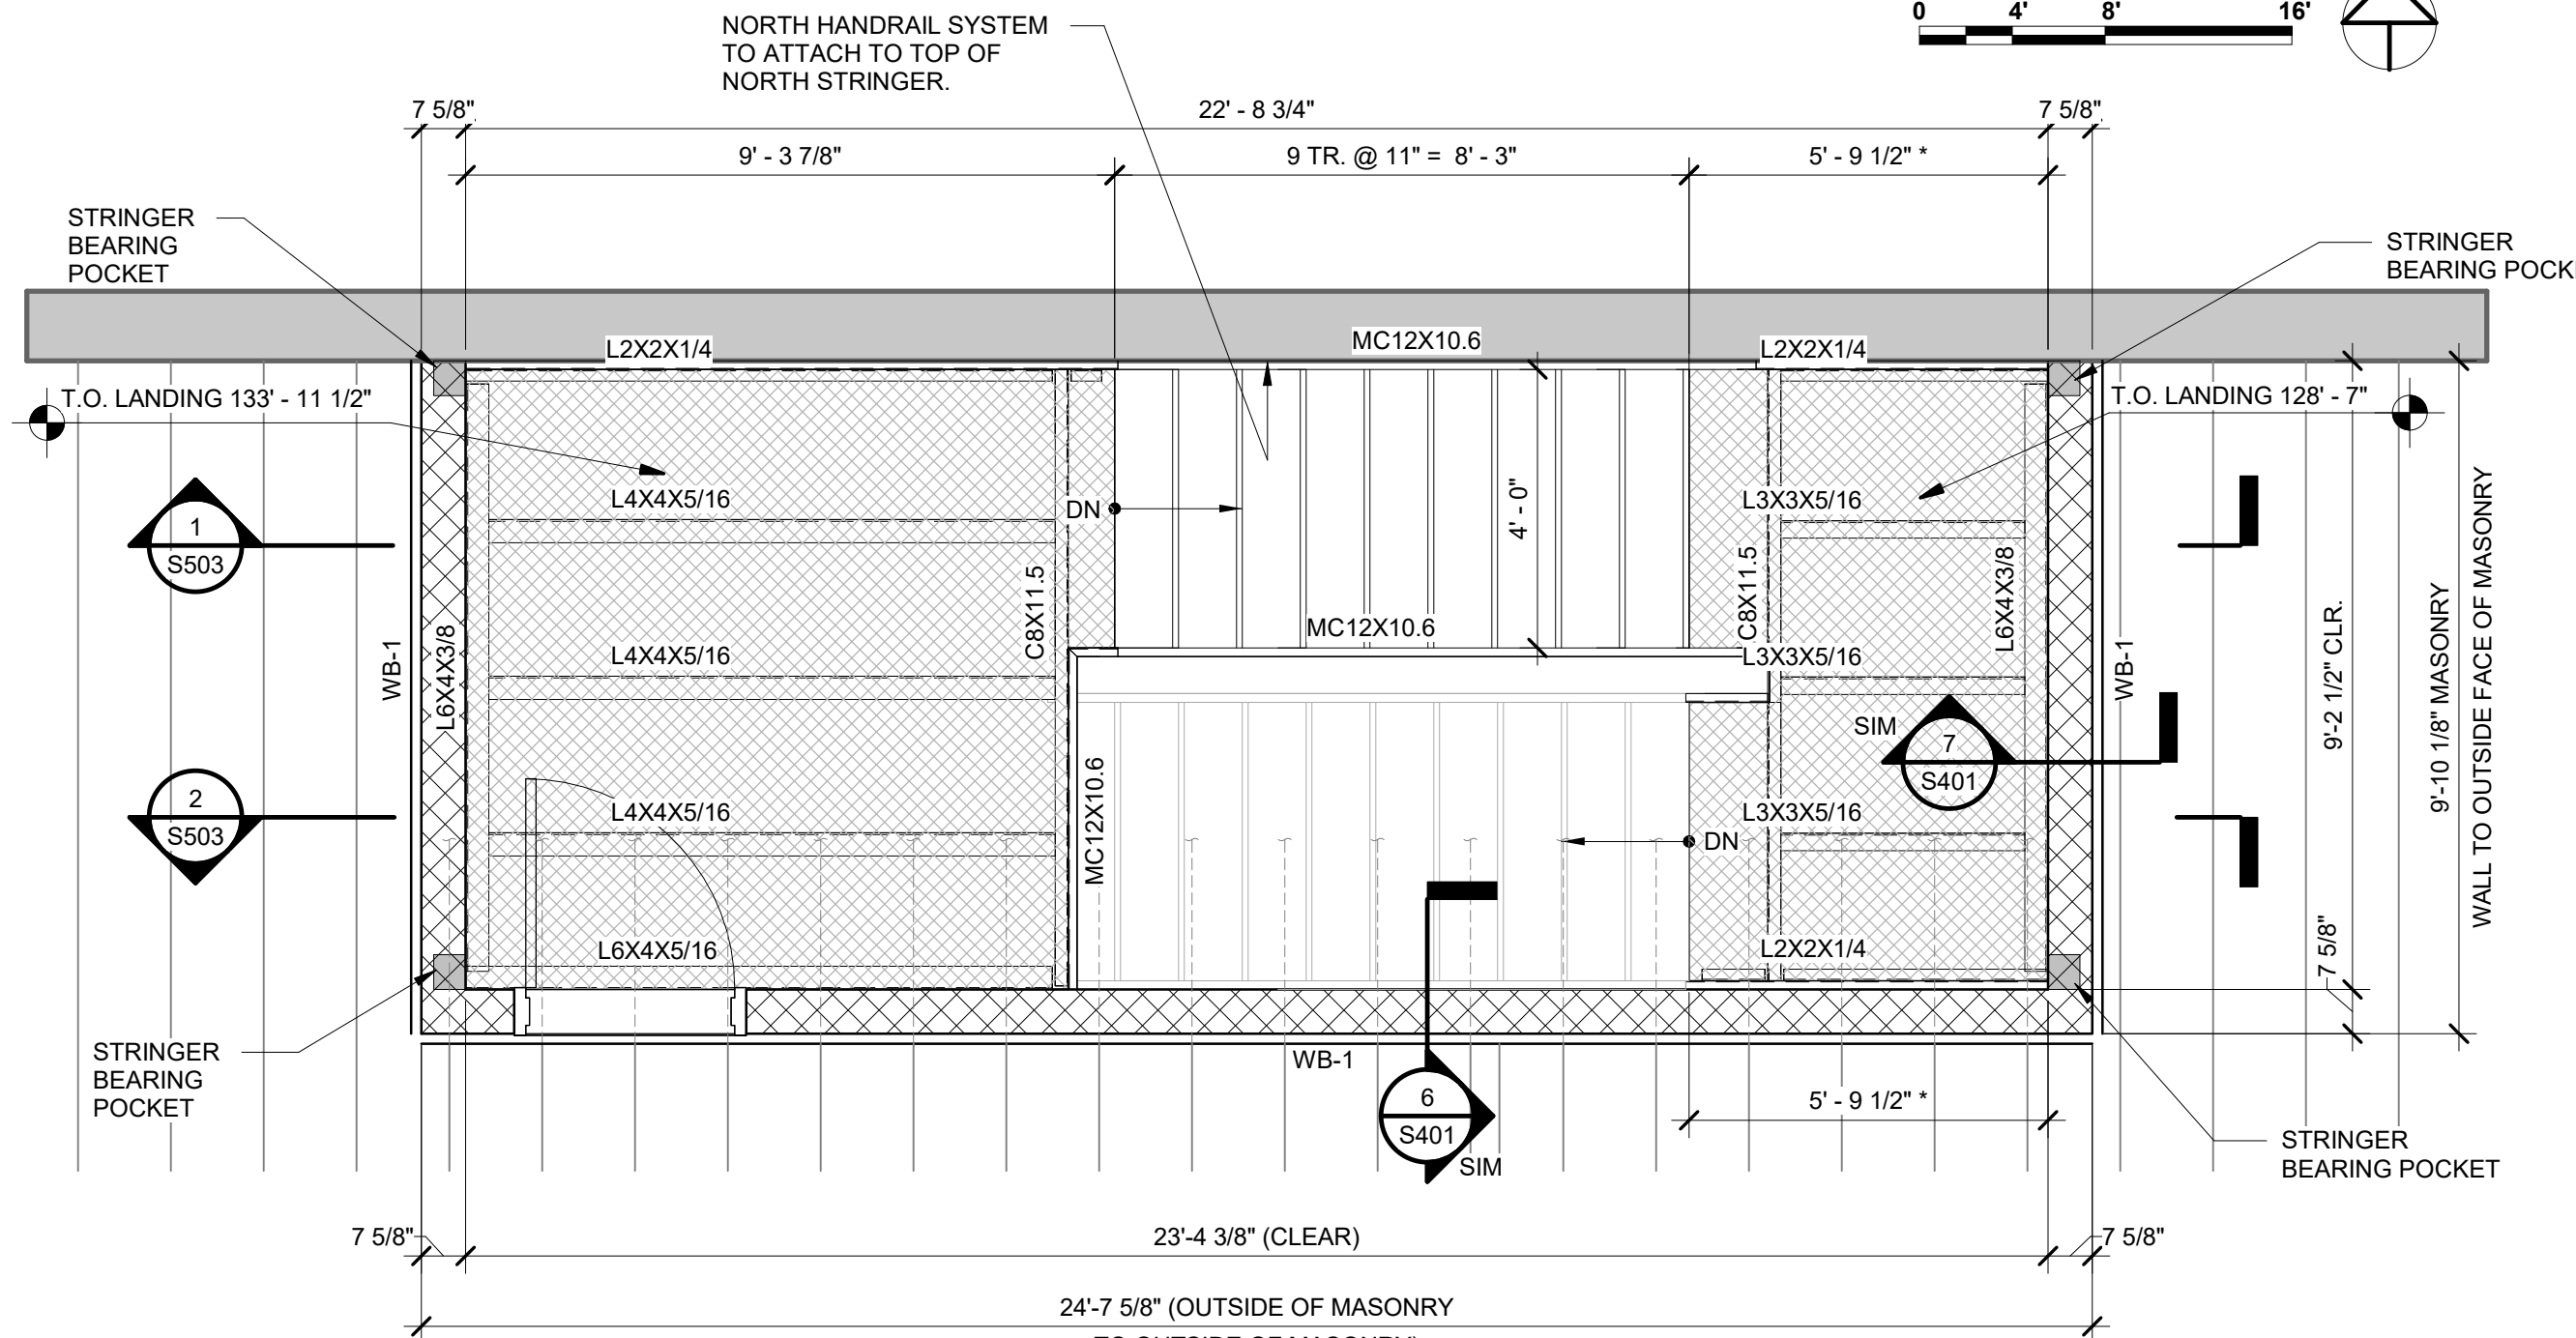 0 4' 8' 16'
NORTH HANDRAIL SYSTEM
TO ATTACH TO TOP OF
NORTH STRINGER.
7 5/8" 22' - 8 3/4" 7 5/8"
9' - 3 7/8" 9 TR. @ 11" = 8' - 3" 5' - 9 1/2" *
STRINGER
BEARING
POCKET
STRINGER
BEARING
L2X2X1/4
MC12X10.6
L2X2X1/4
T.O. LANDING 133' - 11 1/2"
T.O. LANDING 128' - 7"
1
S503
L4X4X5/16
DN
4' - 0"
L3X3X5/16
C8X11.5
C8X11.5
L6X4X3/8
WB-1
L6X4X3/8
L4X4X5/16
MC12X10.6
L3X3X5/16
WB-1
9'-2 1/2" CLR.
9'-10 1/8" MASONRY
WALL TO OUTSIDE FACE OF MASONRY
SIM
7
S401
2
S503
L4X4X5/16
MC12X10.6
L3X3X5/16
DN
L6X4X5/16
L2X2X1/4
7 5/8"
STRINGER
BEARING
POCKET
WB-1
6
S401
SIM
5' - 9 1/2" *
STRINGER
BEARING POCKET
7 5/8" 23'-4 3/8" (CLEAR) 7 5/8"
24'-7 5/8" (OUTSIDE OF MASONRY
TO OUTSIDE OF MASONRY)